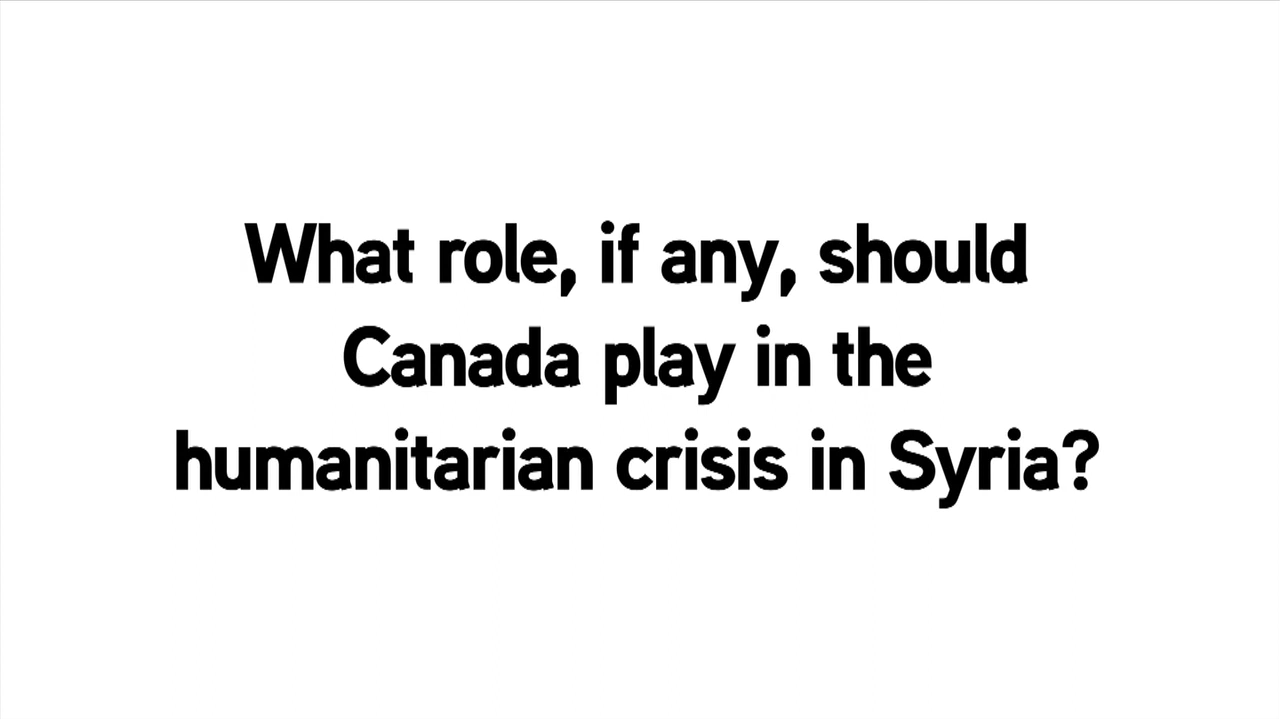 What role, if any, should
Canada play in the
humanitarian crisis in Syria?